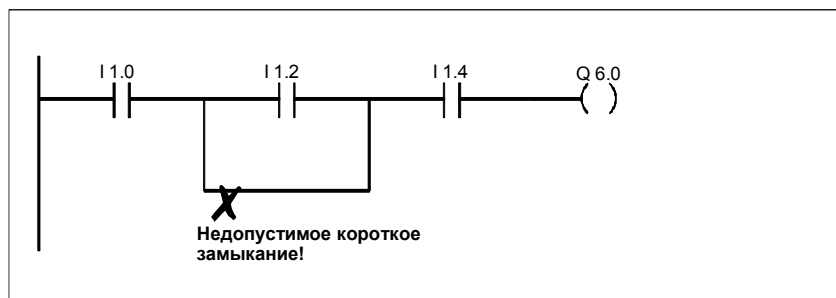 I 1.0 I 1.2 I 1.4 Q 6.0
Недопустимое короткое
замыкание!